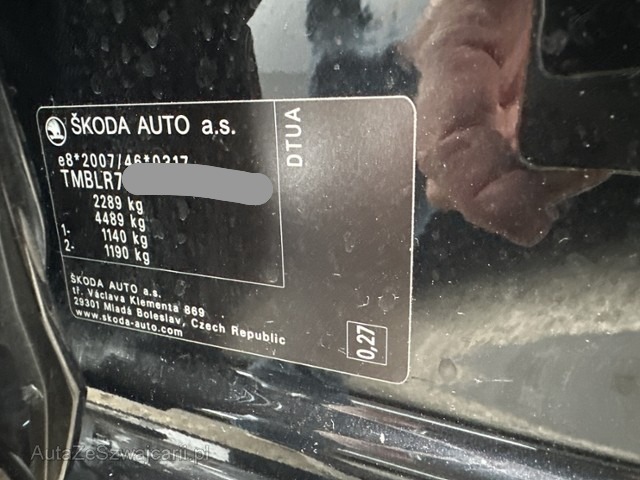 ŠKODA AUTO a.s.
DTUA
e8*2007/46*0317
TMBLR7
2289 kg
4489 kg
1- 1140 kg
2- 1190 kg
ŠKODA AUTO a.s.
tř. Václava Klementa 869
29301 Mladá Boleslav, Czech Republic
www.skoda-auto.com
0,27
AutaZeSzwajcarii.pl